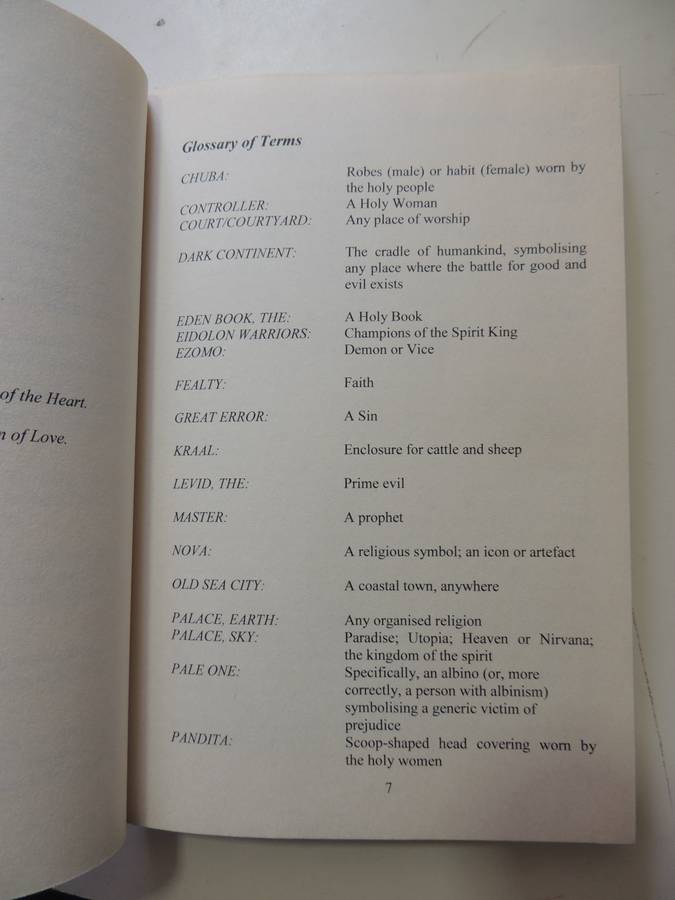 of the Heart.
of Love.
Glossary of Terms
CHUBA: Robes (male) or habit (female) worn by
the holy people
CONTROLLER: A Holy Woman
COURT/COURTYARD: Any place of worship
DARK CONTINENT: The cradle of humankind, symbolising
any place where the battle for good and
evil exists
EDEN BOOK, THE: A Holy Book
EIDOLON WARRIORS: Champions of the Spirit King
EZOMO: Demon or Vice
FEALTY: Faith
GREAT ERROR: A Sin
KRAAL: Enclosure for cattle and sheep
LEVID, THE: Prime evil
MASTER: A prophet
NOVA: A religious symbol; an icon or artefact
OLD SEA CITY: A coastal town, anywhere
PALACE, EARTH: Any organised religion
PALACE, SKY: Paradise; Utopia; Heaven or Nirvana;
the kingdom of the spirit
PALE ONE: Specifically, an albino (or, more
correctly, a person with albinism)
symbolising a generic victim of
prejudice
PANDITA: Scoop-shaped head covering worn by
the holy women
7